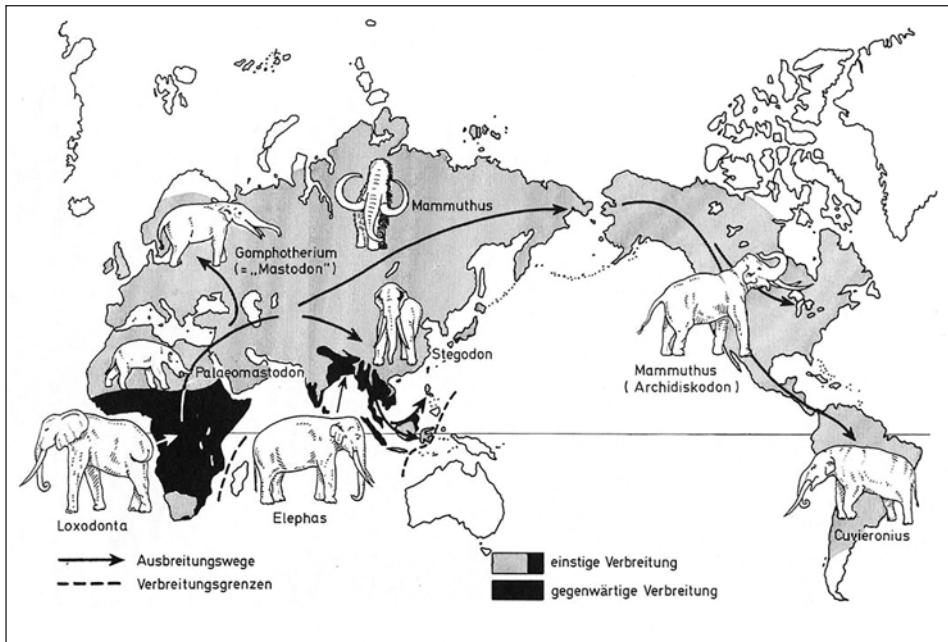 Mammuthus
Gomphotherium
(= „Mastodon")
Stegodon
Palaeomastodon
Mammuthus
(Archidiskodon)
Loxodonta
Elephas
Cuvieronius
Ausbreitungswege
Verbreitungsgrenzen
einstige Verbreitung
gegenwärtige Verbreitung